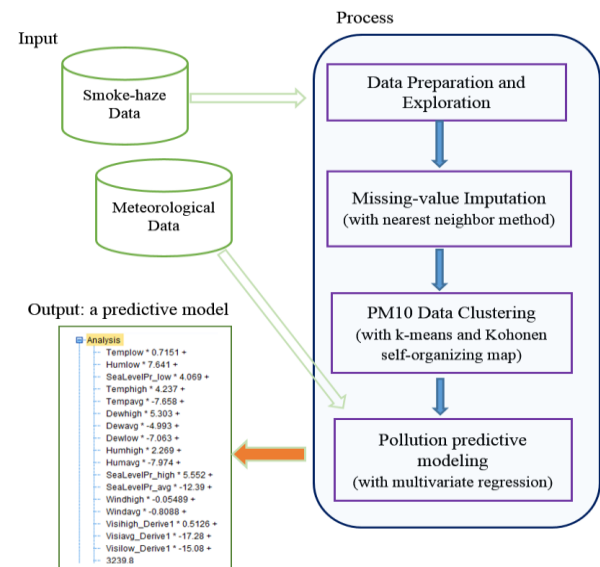 Process
Input
Smoke-haze
Data
Data Preparation and
Exploration
Meteorological
Data
Missing-value Imputation
(with nearest neighbor method)
PM10 Data Clustering
(with k-means and Kohonen
self-organizing map)
Pollution predictive
modeling
(with multivariate regression)
Output: a predictive model
Analysis
Templow * 0.7151 +
Humlow * 7.641 +
SeaLevelPr_low * 4.069 +
Temphigh * 4.237 +
Tempavg * -7.658 +
Dewhigh * 5.303 +
Dewavg * -4.993 +
Dewlow * -7.063 +
Humhigh * 2.269 +
Humavg * -7.974 +
SeaLevelPr_high * 5.552 +
SeaLevelPr_avg * -12.39 +
Windhigh * -0.05489 +
Windavg * -0.8088 +
Visihigh_Derive1 * 0.5126 +
Visiavg_Derive1 * -17.28 +
Visilow_Derive1 * -15.08 +
3239.8